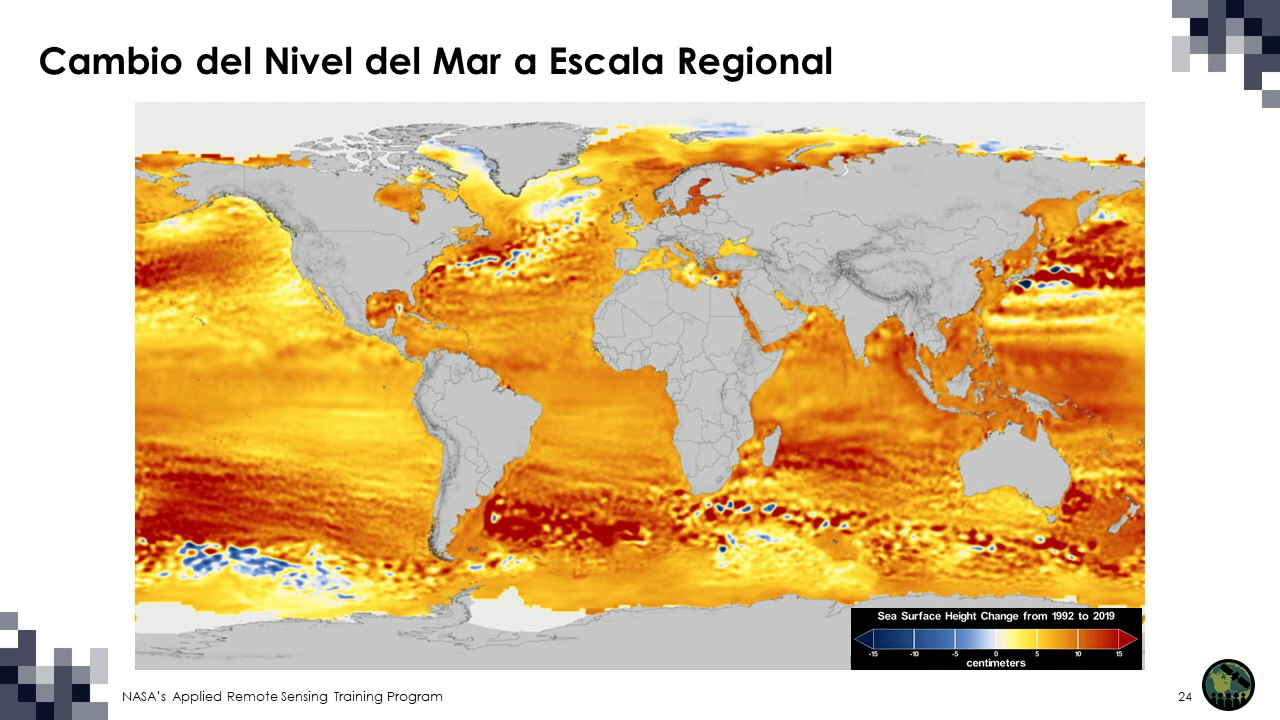 Cambio del Nivel del Mar a Escala Regional
Sea Surface Height Change from 1992 to 2019
-15 -10 -5 0 5 10 15
centimeters
NASA's Applied Remote Sensing Training Program
24